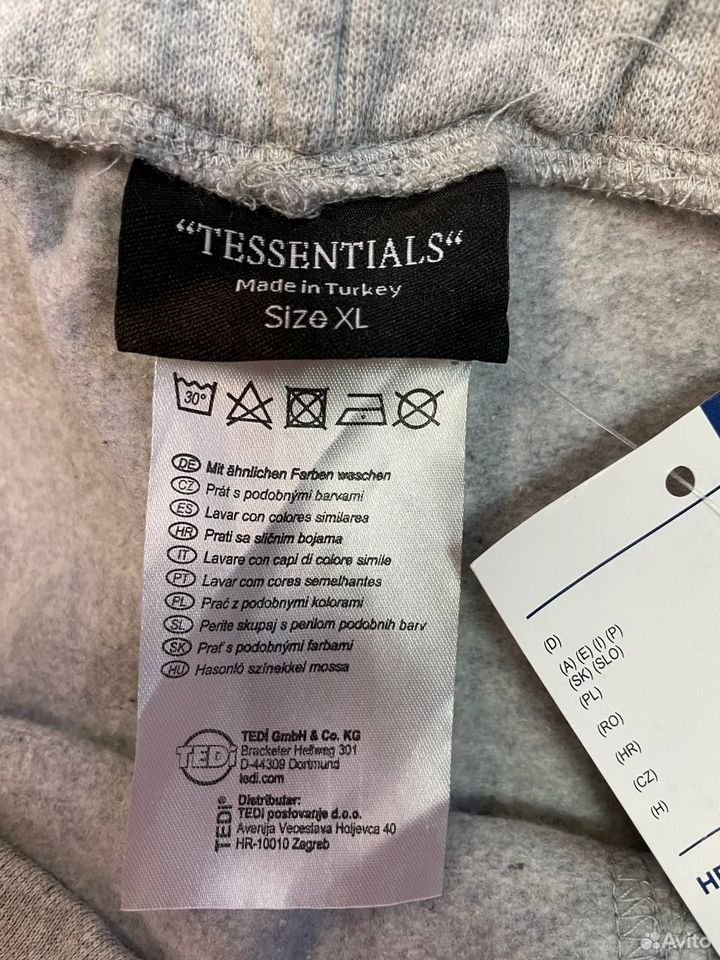 “TESSENTIALS“
Made in Turkey
Size XL
30°
DE Mit ähnlichen Farben waschen
CZ Prát s podobnými barvami
ES Lavar con colores similarea
HR Prati sa sličnim bojama
IT Lavare con capi di colore simile
PT Lavar com cores semelhantes
PL Prać z podobnymi kolorami
SL Perite skupaj s perilom podobnih barv
SK Prať s podobnými farbami
HU Hasonló színekkel mossa
TEDi
TEDi GmbH & Co. KG
Brackeler Hellweg 301
D-44309 Dortmund
tedi.com
TEDi®
Distributer:
TEDI poslovanje d.o.o.
Avenija Veceslava Holjevca 40
HR-10010 Zagreb
(D)
(A) (E) (I) (P)
(SK) (SLO)
(PL)
(RO)
(HR)
(CZ)
(H)
Avito